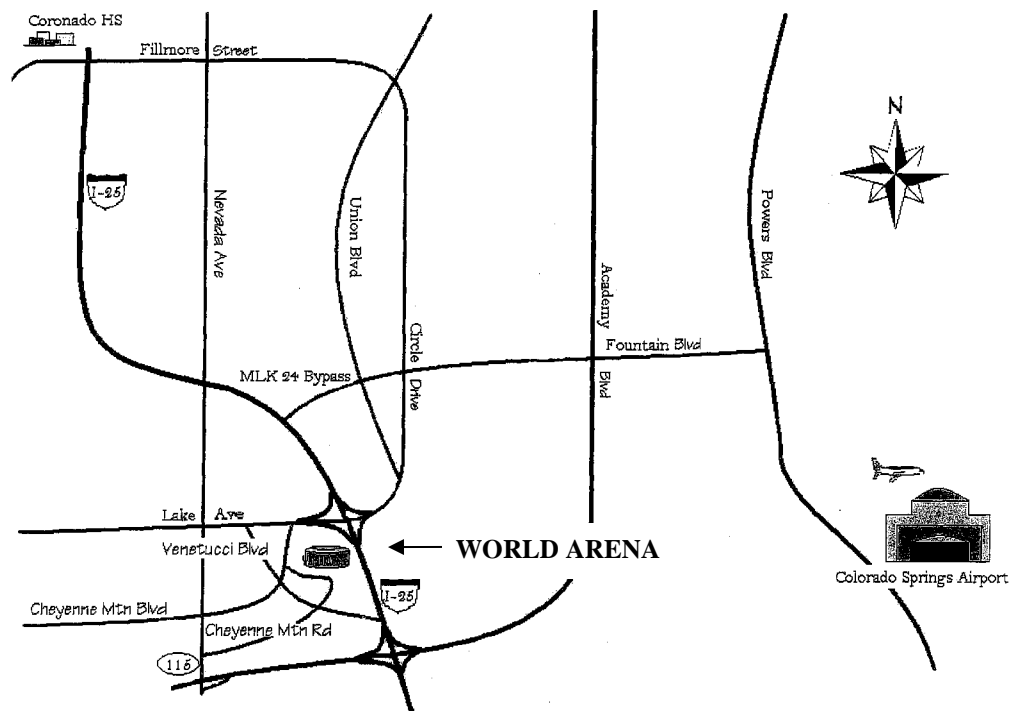 Coronado HS
Fillmore Street
N
I-25
Nevada Ave
Union Blvd
Powers Blvd
Academy Blvd
Circle Drive
Fountain Blvd
MLK 24 Bypass
Lake Ave
Venetucci Blvd
WORLD ARENA
Colorado Springs Airport
I-25
Cheyenne Mtn Blvd
Cheyenne Mtn Rd
115